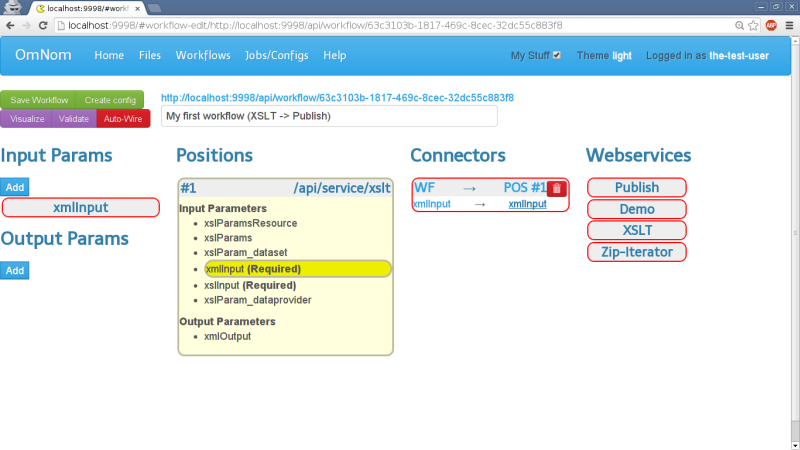 localhost:9998/#workf
localhost:9998/#workflow-edit/http://localhost:9998/api/workflow/63c3103b-1817-469c-8cec-32dc55c883f8
ABP
OmNom Home Files Workflows Jobs/Configs Help My Stuff Theme light Logged in as the-test-user
Save Workflow Create config
Visualize Validate Auto-Wire
http://localhost:9998/api/workflow/63c3103b-1817-469c-8cec-32dc55c883f8
My first workflow (XSLT -> Publish)
Input Params
Add
xmlInput
Output Params
Add
Positions
#1 /api/service/xslt
Input Parameters
• xslParamsResource
• xslParams
• xslParam_dataset
• xmlInput (Required)
• xslInput (Required)
• xslParam_dataprovider
Output Parameters
• xmlOutput
Connectors
WF → POS #1
xmlInput → xmlInput
Webservices
Publish
Demo
XSLT
Zip-Iterator